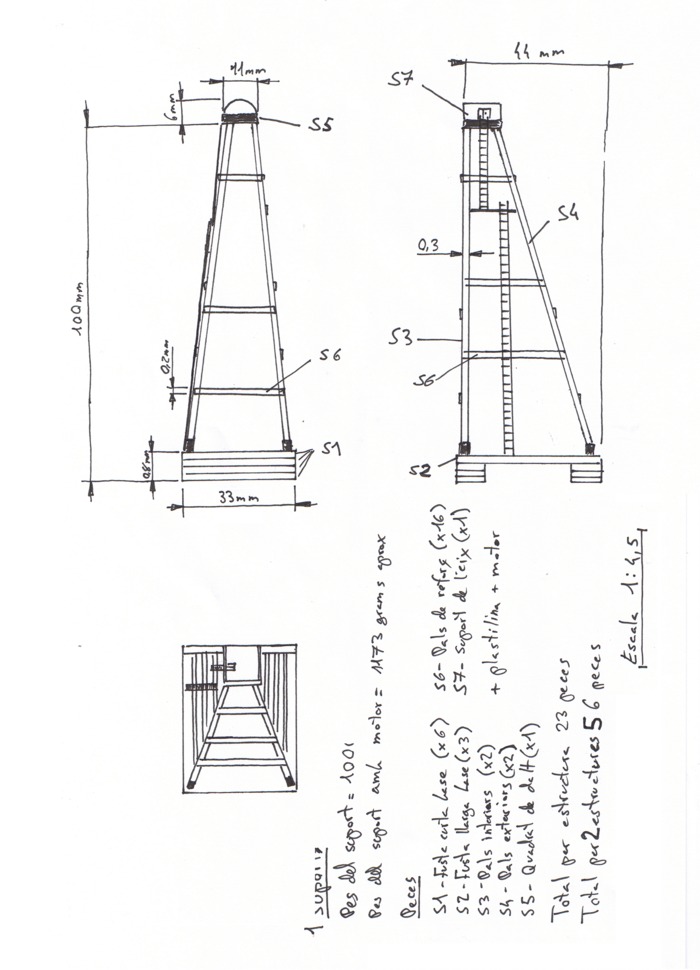 11mm
6mm
S5
100mm
0,2mm
S6
S1
0,8mm
33mm
44 mm
S7
S4
0,3
S3
S6
S2
1 suport
Pes del suport = 100
Pes del suport amb motor = 1173 grams aprox
Peces
S1 - Fusta curta base (x6)
S2 - Fusta llarga base (x3)
S3 - Pals interiors (x2)
S4 - Pals exteriors (x2)
S5 - Quadrat de dalt (x1)
S6 - Pals de reforç (x16)
S7 - Suport de l'eix (x1)
+ plastilina + motor
Total per estructura 23 peces
Total per 2 estructures 56 peces
Escala 1:4,5